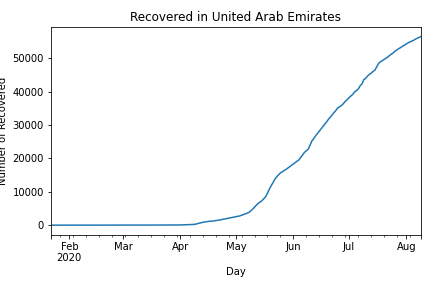 Recovered in United Arab Emirates
Number of Recovered
50000
40000
30000
20000
10000
0
Feb Mar Apr May Jun Jul Aug
2020
Day